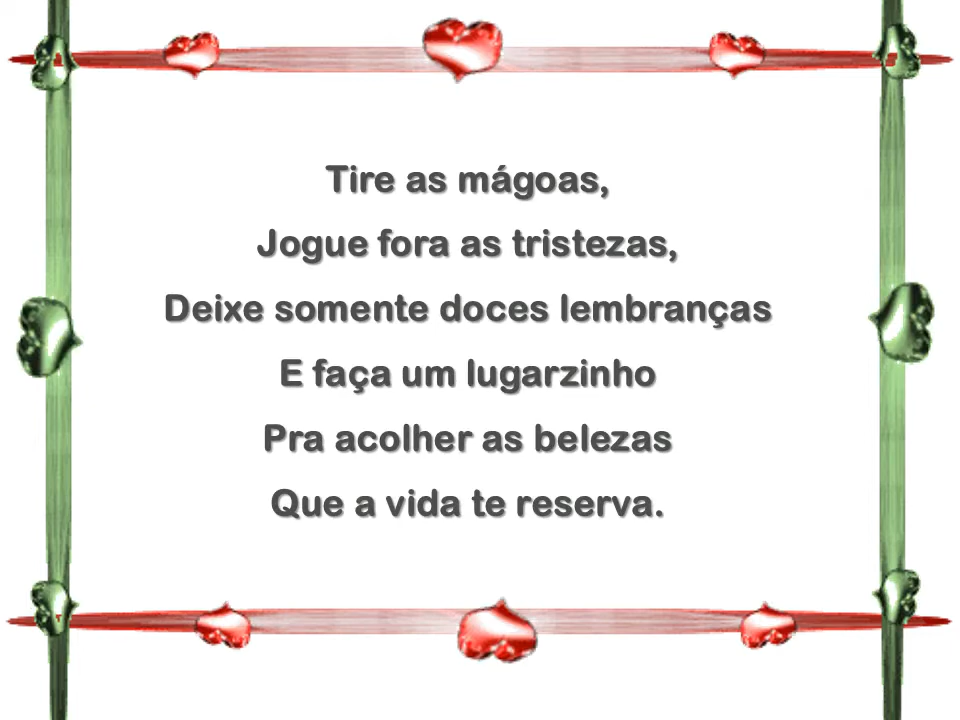 Tire as mágoas,
Jogue fora as tristezas,
Deixe somente doces lembranças
E faça um lugarzinho
Pra acolher as belezas
Que a vida te reserva.